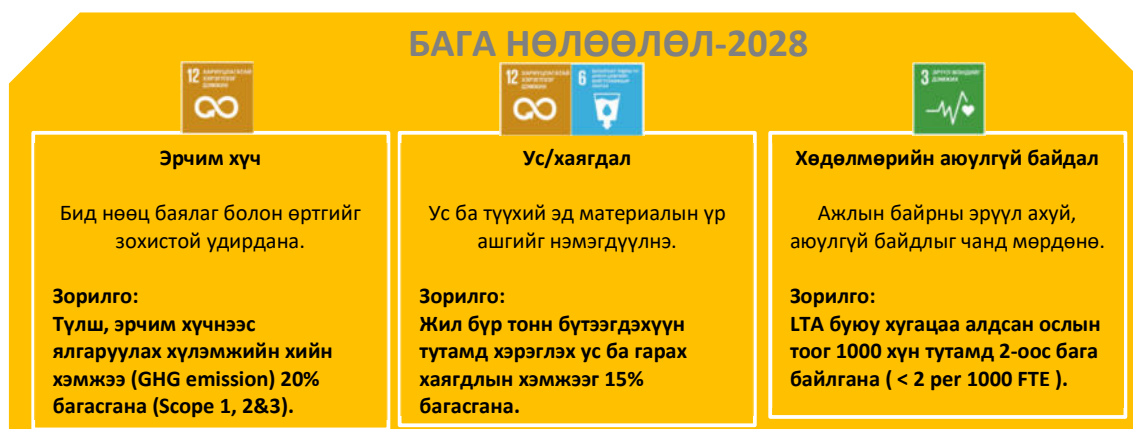 БАГА НӨЛӨӨЛӨЛ-2028
12
12
6
3
Эрчим хүч
Бид нөөц баялаг болон өртгийг
зохистой удирдана.
Зорилго:
Түлш, эрчим хүчнээс
ялгаруулах хүлэмжийн хийн
хэмжээ (GHG emission) 20%
багасгана (Scope 1, 2&3).
Ус/хаягдал
Ус ба түүхий эд материалын үр
ашгийг нэмэгдүүлнэ.
Зорилго:
Жил бүр тонн бүтээгдэхүүн
тутамд хэрэглэх ус ба гарах
хаягдлын хэмжээг 15%
багасгана.
Хөдөлмөрийн аюулгүй байдал
Ажлын байрны эрүүл ахуй,
аюулгүй байдлыг чанд мөрдөнө.
Зорилго:
LTA буюу хугацаа алдсан ослын
тоог 1000 хүн тутамд 2-оос бага
байлгана ( < 2 per 1000 FTE ).